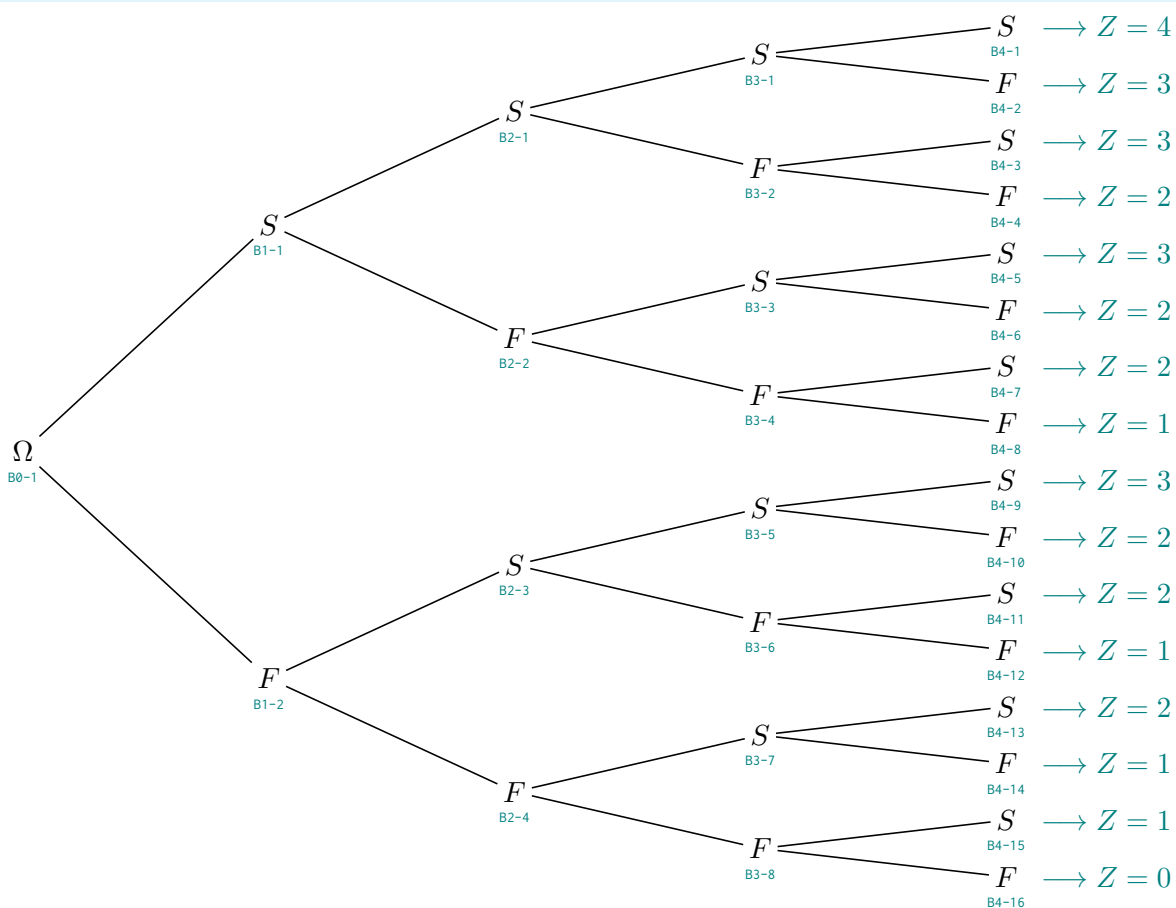 S ⟶ Z = 4
B4-1
S
B3-1
F ⟶ Z = 3
B4-2
S
B2-1
S ⟶ Z = 3
B4-3
F
B3-2
F ⟶ Z = 2
B4-4
S
B1-1
S ⟶ Z = 3
B4-5
S
B3-3
F ⟶ Z = 2
B4-6
F
B2-2
S ⟶ Z = 2
B4-7
F
B3-4
F ⟶ Z = 1
B4-8
Ω
B0-1
S ⟶ Z = 3
B4-9
S
B3-5
F ⟶ Z = 2
B4-10
S
B2-3
S ⟶ Z = 2
B4-11
F
B3-6
F ⟶ Z = 1
B4-12
F
B1-2
S ⟶ Z = 2
B4-13
S
B3-7
F ⟶ Z = 1
B4-14
F
B2-4
S ⟶ Z = 1
B4-15
F
B3-8
F ⟶ Z = 0
B4-16